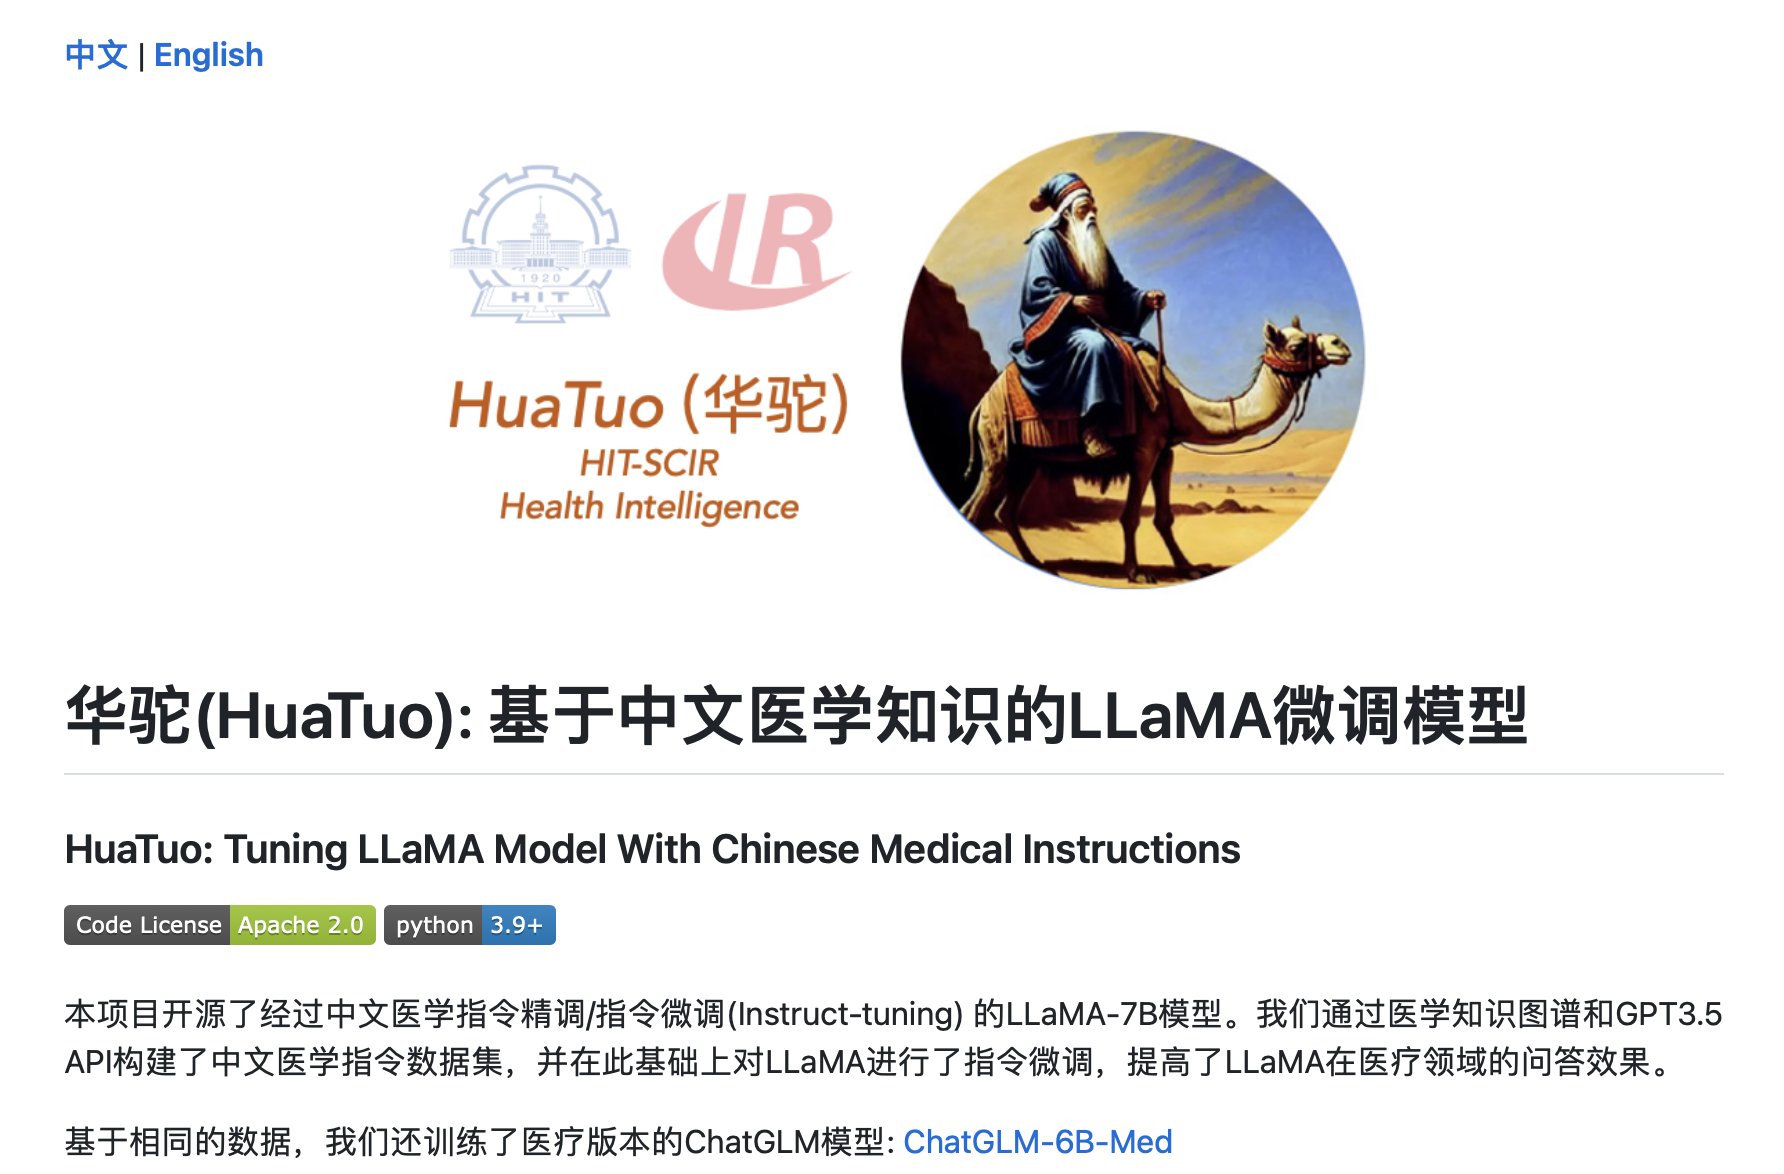 中文 | English
1920
HIT
IR
HuaTuo (华驼)
HIT-SCIR
Health Intelligence
华驼(HuaTuo): 基于中文医学知识的LLaMA微调模型
HuaTuo: Tuning LLaMA Model With Chinese Medical Instructions
Code License Apache 2.0 python 3.9+
本项目开源了经过中文医学指令精调/指令微调(Instruct-tuning) 的LLaMA-7B模型。我们通过医学知识图谱和GPT3.5
API构建了中文医学指令数据集，并在此基础上对LLaMA进行了指令微调，提高了LLaMA在医疗领域的问答效果。
基于相同的数据，我们还训练了医疗版本的ChatGLM模型: ChatGLM-6B-Med